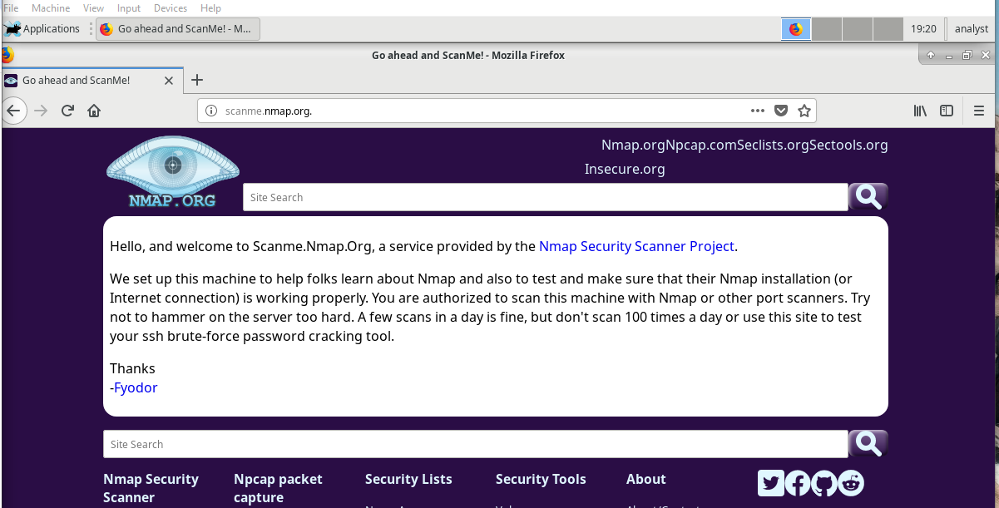 File Machine View Input Devices Help
Applications Go ahead and ScanMe! - M... 19:20 analyst
Go ahead and ScanMe! - Mozilla Firefox
Go ahead and ScanMe!
scanme.nmap.org.
Nmap.orgNpcap.comSeclists.orgSectools.org
Insecure.org
NMAP.ORG
Site Search
Hello, and welcome to Scanme.Nmap.Org, a service provided by the Nmap Security Scanner Project.
We set up this machine to help folks learn about Nmap and also to test and make sure that their Nmap installation (or
Internet connection) is working properly. You are authorized to scan this machine with Nmap or other port scanners. Try
not to hammer on the server too hard. A few scans in a day is fine, but don't scan 100 times a day or use this site to test
your ssh brute-force password cracking tool.
Thanks
-Fyodor
Site Search
Nmap Security Npcap packet Security Lists Security Tools About
Scanner capture